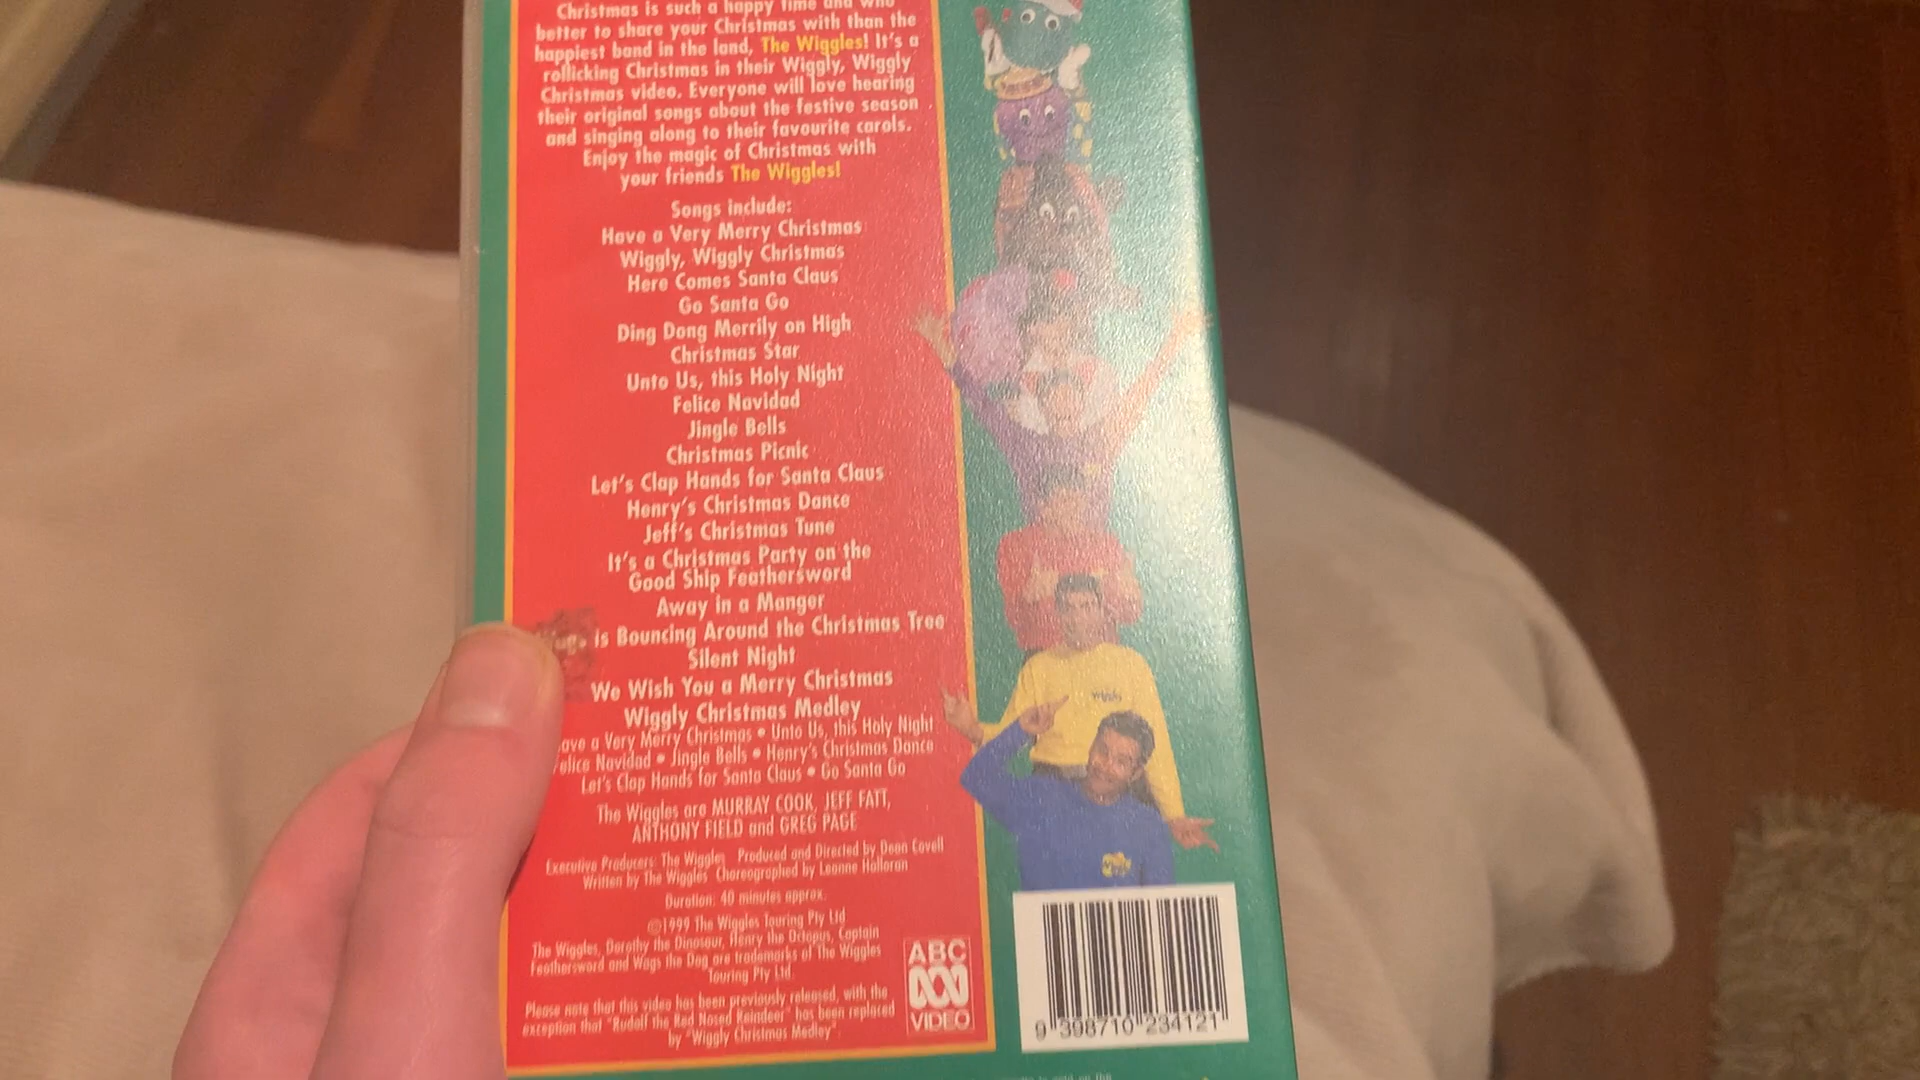 Christmas is such a happy time and who
better to share your Christmas with than the
happiest band in the land, The Wiggles! It's a
rollicking Christmas in their Wiggly, Wiggly
Christmas video. Everyone will love hearing
their original songs about the festive season
and singing along to their favourite carols.
Enjoy the magic of Christmas with
your friends The Wiggles!
Songs include:
Have a Very Merry Christmas
Wiggly, Wiggly Christmas
Here Comes Santa Claus
Go Santa Go
Ding Dong Merrily on High
Christmas Star
Unto Us, this Holy Night
Felice Navidad
Jingle Bells
Christmas Picnic
Let's Clap Hands for Santa Claus
Henry's Christmas Dance
Jeff's Christmas Tune
It's a Christmas Party on the
Good Ship Feathersword
Away in a Manger
is Bouncing Around the Christmas Tree
Silent Night
We Wish You a Merry Christmas
Wiggly Christmas Medley
ave a Very Merry Christmas • Unto Us, this Holy Night
elice Navidad • Jingle Bells • Henry's Christmas Dance
Let's Clap Hands for Santa Claus • Go Santa Go
The Wiggles are MURRAY COOK, JEFF FATT,
ANTHONY FIELD and GREG PAGE
Executive Producers: The Wiggles Produced and Directed by Dean Covell
Written by The Wiggles Choreographed by Leanne Halloran
Duration: 40 minutes approx.
©1999 The Wiggles Touring Pty Ltd
The Wiggles, Dorothy the Dinosaur, Henry the Octopus, Captain
Feathersword and Wags the Dog are trademarks of The Wiggles
Touring Pty Ltd.
Please note that this video has been previously released, with the
exception that "Rudolf the Red Nosed Reindeer" has been replaced
by "Wiggly Christmas Medley".
ABC
VIDEO
9 398710 234121